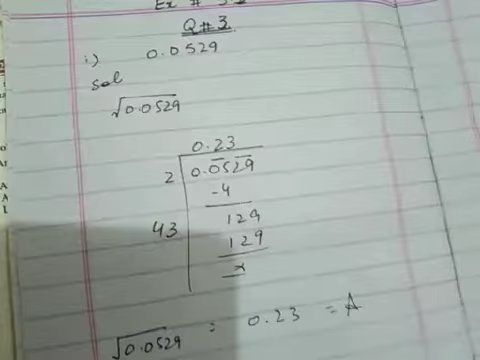 Ex #
Q#3
i) 0.0529
Sol
√0.0529
0.23
2 0.0529
-4
129
43 129
x
√0.0529 = 0.23 = A